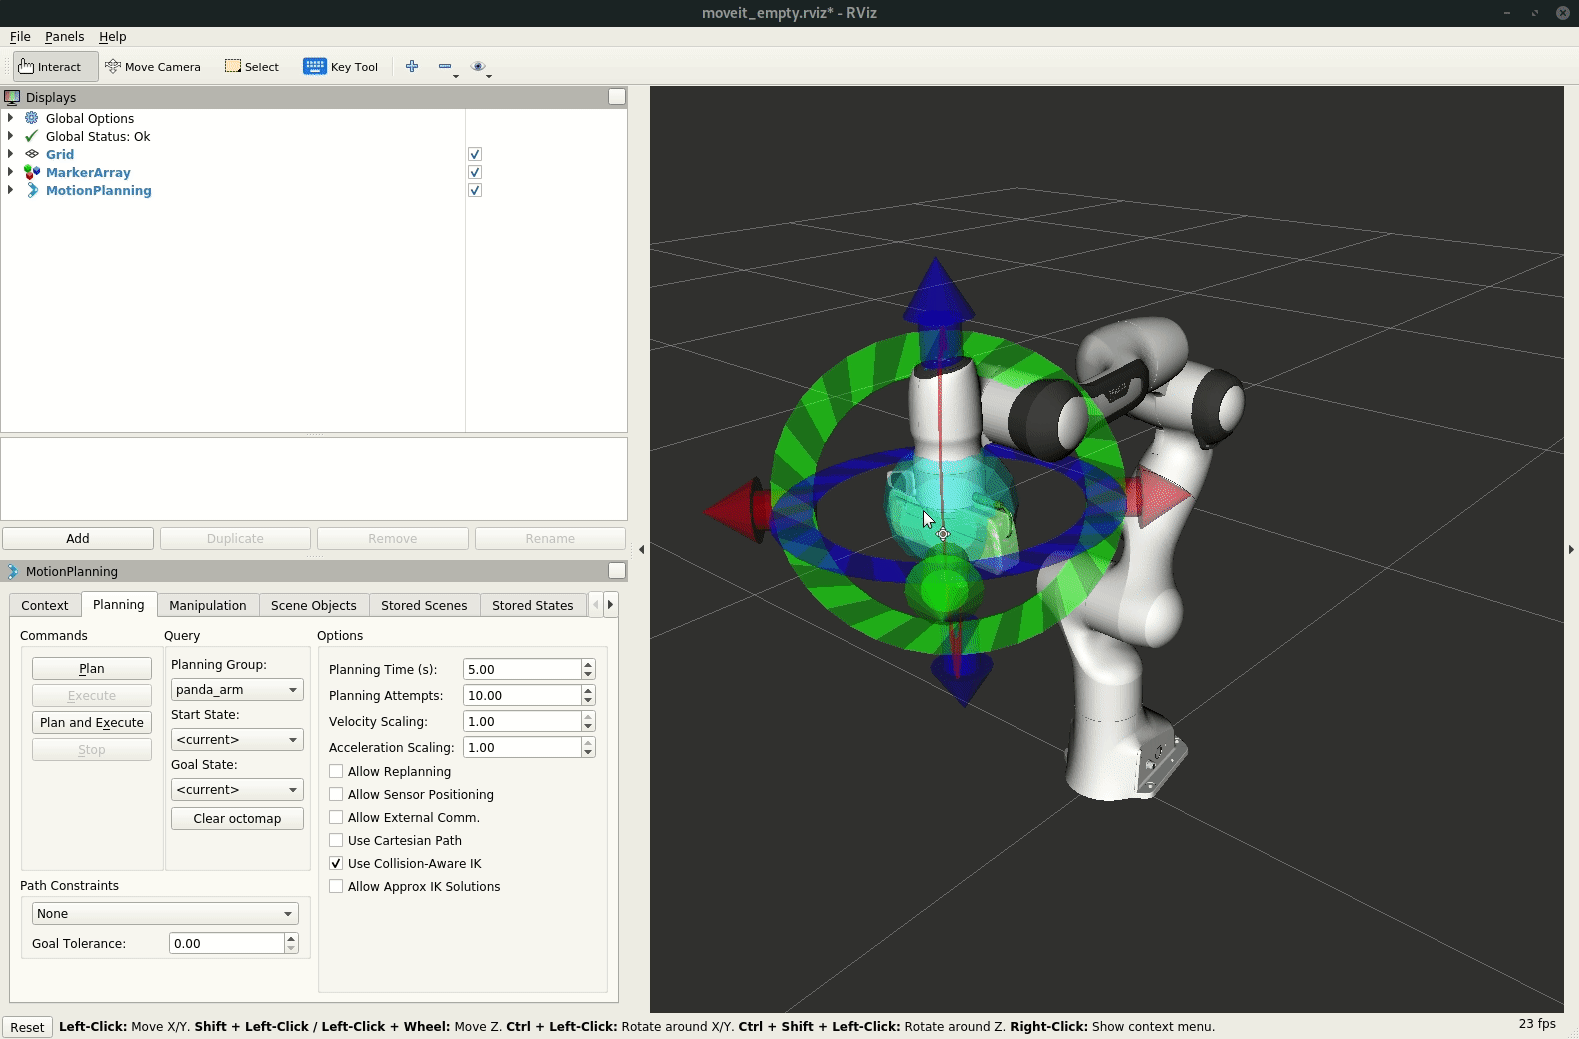 moveit_empty.rviz* - RViz
File Panels Help
Interact Move Camera Select Key Tool
Displays
Global Options
Global Status: Ok
Grid
MarkerArray
MotionPlanning
Add Duplicate Remove Rename
MotionPlanning
Context Planning Manipulation Scene Objects Stored Scenes Stored States
Commands
Plan
Execute
Plan and Execute
Stop
Query
Planning Group:
panda_arm
Start State:
<current>
Goal State:
<current>
Clear octomap
Options
Planning Time (s): 5.00
Planning Attempts: 10.00
Velocity Scaling: 1.00
Acceleration Scaling: 1.00
Allow Replanning
Allow Sensor Positioning
Allow External Comm.
Use Cartesian Path
Use Collision-Aware IK
Allow Approx IK Solutions
Path Constraints
None
Goal Tolerance: 0.00
Reset Left-Click: Move X/Y. Shift + Left-Click / Left-Click + Wheel: Move Z. Ctrl + Left-Click: Rotate around X/Y. Ctrl + Shift + Left-Click: Rotate around Z. Right-Click: Show context menu. 23 fps